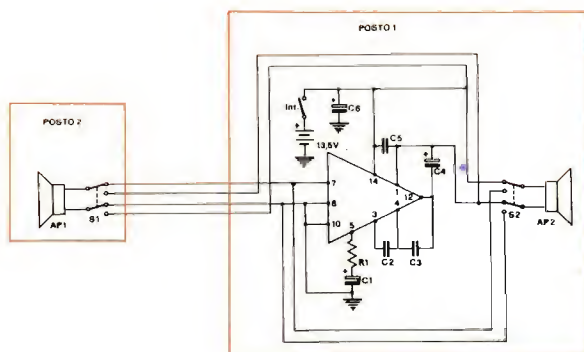 POSTO 1
POSTO 2
Int.
+
C6
+
13,5V
C5
+
C4
7
14
1
12
8
10
5
3
4
R1
C2
C3
+
C1
AP1
S1
S2
AP2